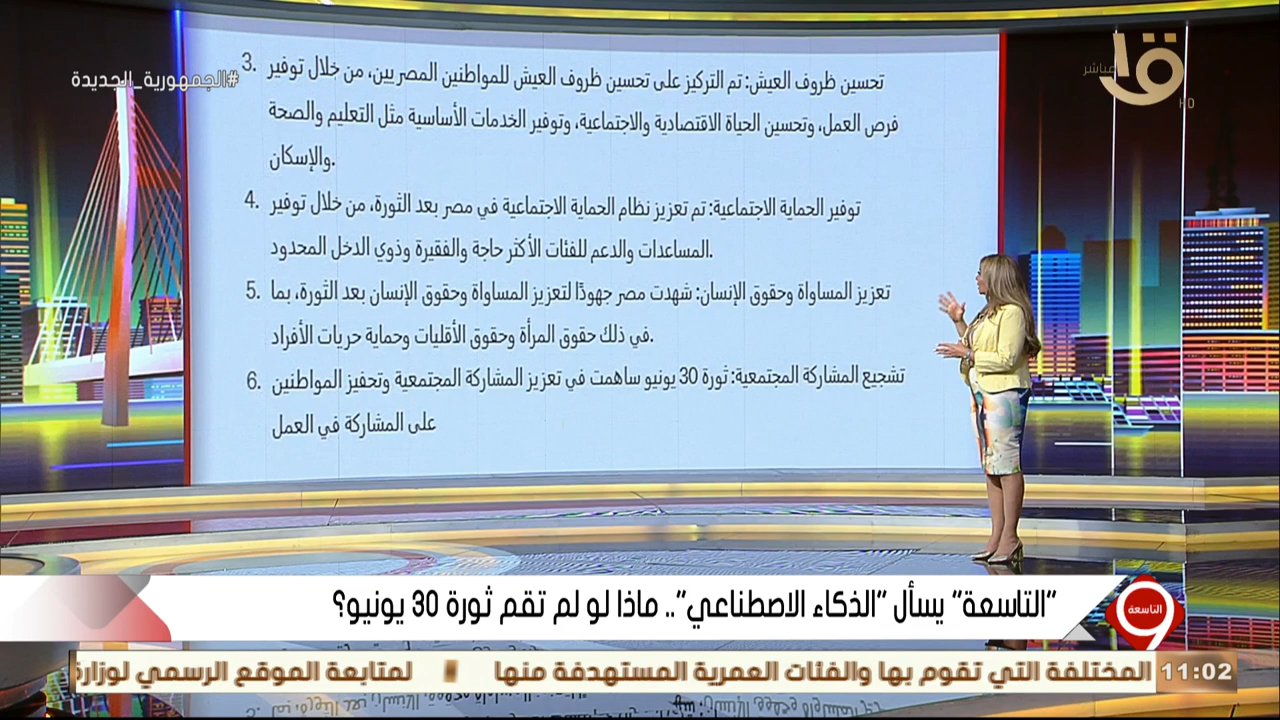 #الجمهورية_الجديدة
مباشر
HD
3. تحسين ظروف العيش: تم التركيز على تحسين ظروف العيش للمواطنين المصريين، من خلال توفير
فرص العمل، وتحسين الحياة الاقتصادية والاجتماعية، وتوفير الخدمات الأساسية مثل التعليم والصحة
والإسكان.
4. توفير الحماية الاجتماعية: تم تعزيز نظام الحماية الاجتماعية في مصر بعد الثورة، من خلال توفير
المساعدات والدعم للفئات الأكثر حاجة والفقيرة وذوي الدخل المحدود.
5. تعزيز المساواة وحقوق الإنسان: شهدت مصر جهودًا لتعزيز المساواة وحقوق الإنسان بعد الثورة، بما
في ذلك حقوق المرأة وحقوق الأقليات وحماية حريات الأفراد.
6. تشجيع المشاركة المجتمعية: ثورة 30 يونيو ساهمت في تعزيز المشاركة المجتمعية وتحفيز المواطنين
على المشاركة في العمل
التاسعة
"التاسعة" يسأل "الذكاء الاصطناعي".. ماذا لو لم تقم ثورة 30 يونيو؟
11:02 المختلفة التي تقوم بها والفئات العمرية المستهدفة منها لمتابعة الموقع الرسمي لوزارة